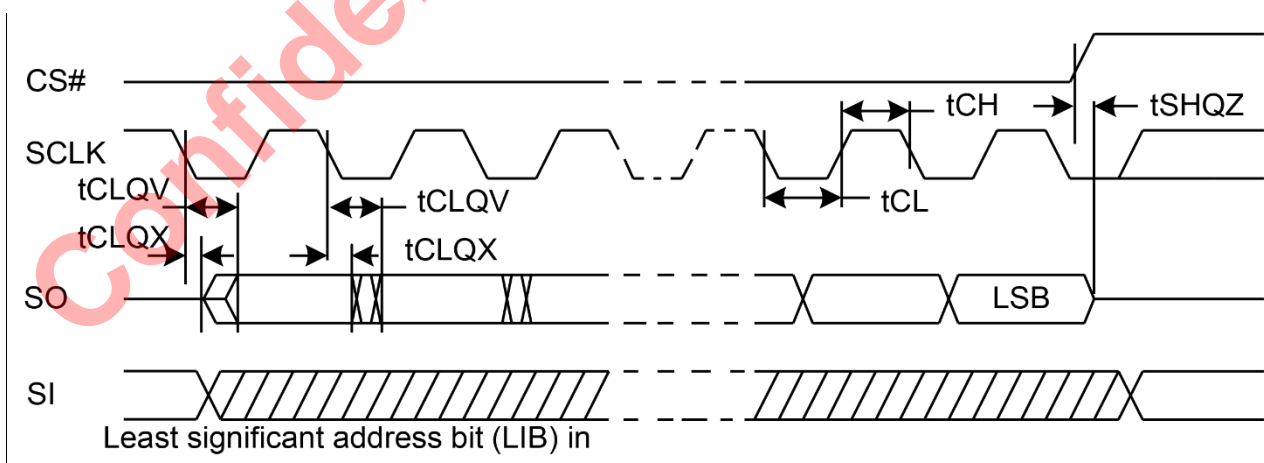 Confide
CS#
tCH
tSHQZ
SCLK
tCLQV
tCLQV
tCL
tCLQX
tCLQX
SO
LSB
SI
Least significant address bit (LIB) in